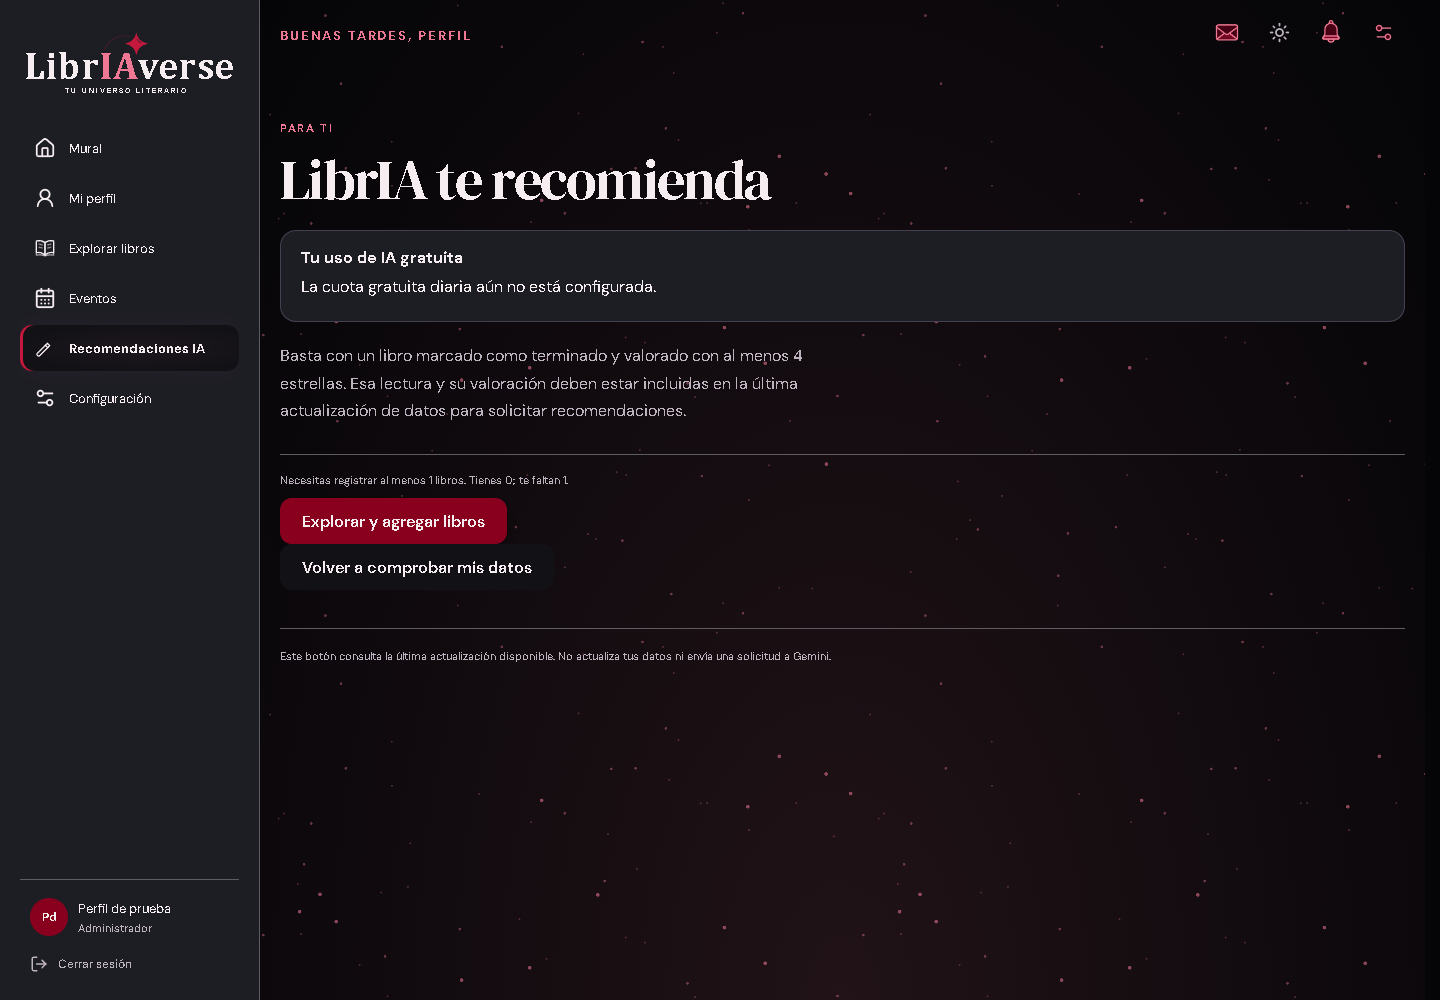 LibrIAverse
TU UNIVERSO LITERARIO
Mural
Mi perfil
Explorar libros
Eventos
Recomendaciones IA
Configuración
Pd
Perfil de prueba
Administrador
Cerrar sesión
BUENAS TARDES, PERFIL
PARA TI
LibrIA te recomienda
Tu uso de IA gratuita
La cuota gratuita diaria aún no está configurada.
Basta con un libro marcado como terminado y valorado con al menos 4
estrellas. Esa lectura y su valoración deben estar incluidas en la última
actualización de datos para solicitar recomendaciones.
Necesitas registrar al menos 1 libros. Tienes 0; te faltan 1.
Explorar y agregar libros
Volver a comprobar mis datos
Este botón consulta la última actualización disponible. No actualiza tus datos ni envía una solicitud a Gemini.